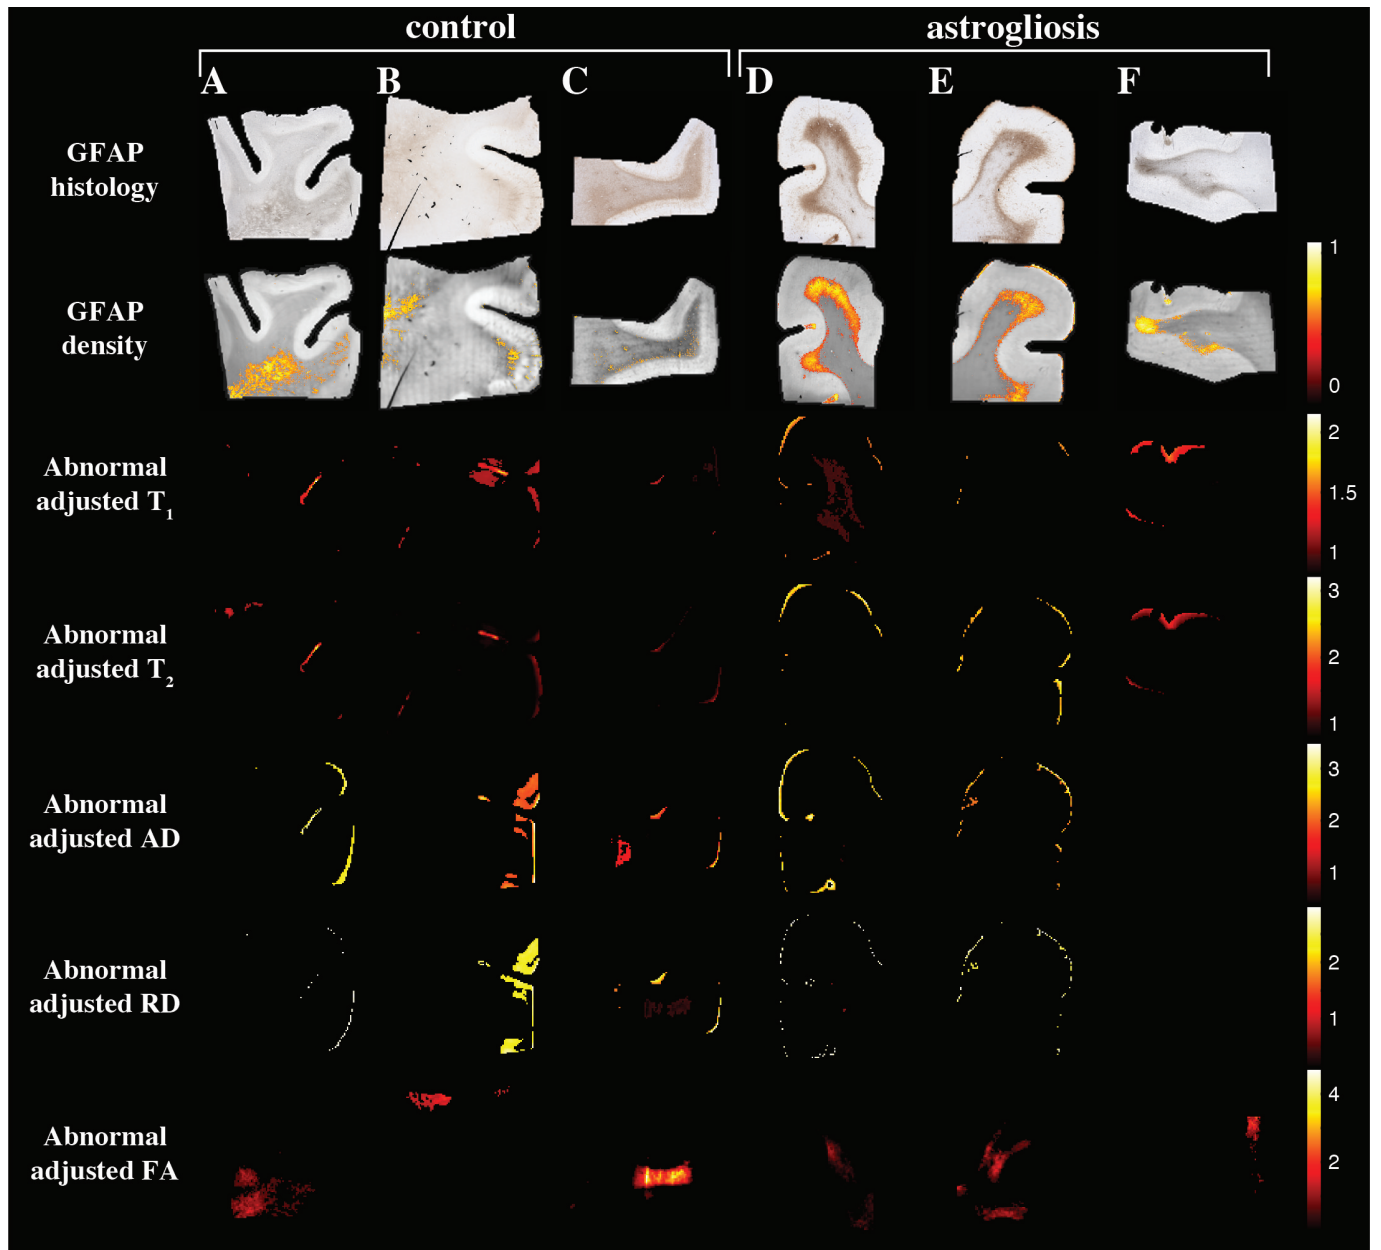 control
astrogliosis
A
B
C
D
E
F
GFAP
histology
GFAP
density
1
0
Abnormal
adjusted T1
2
1.5
1
Abnormal
adjusted T2
3
2
1
Abnormal
adjusted AD
3
2
1
Abnormal
adjusted RD
2
1
Abnormal
adjusted FA
4
2